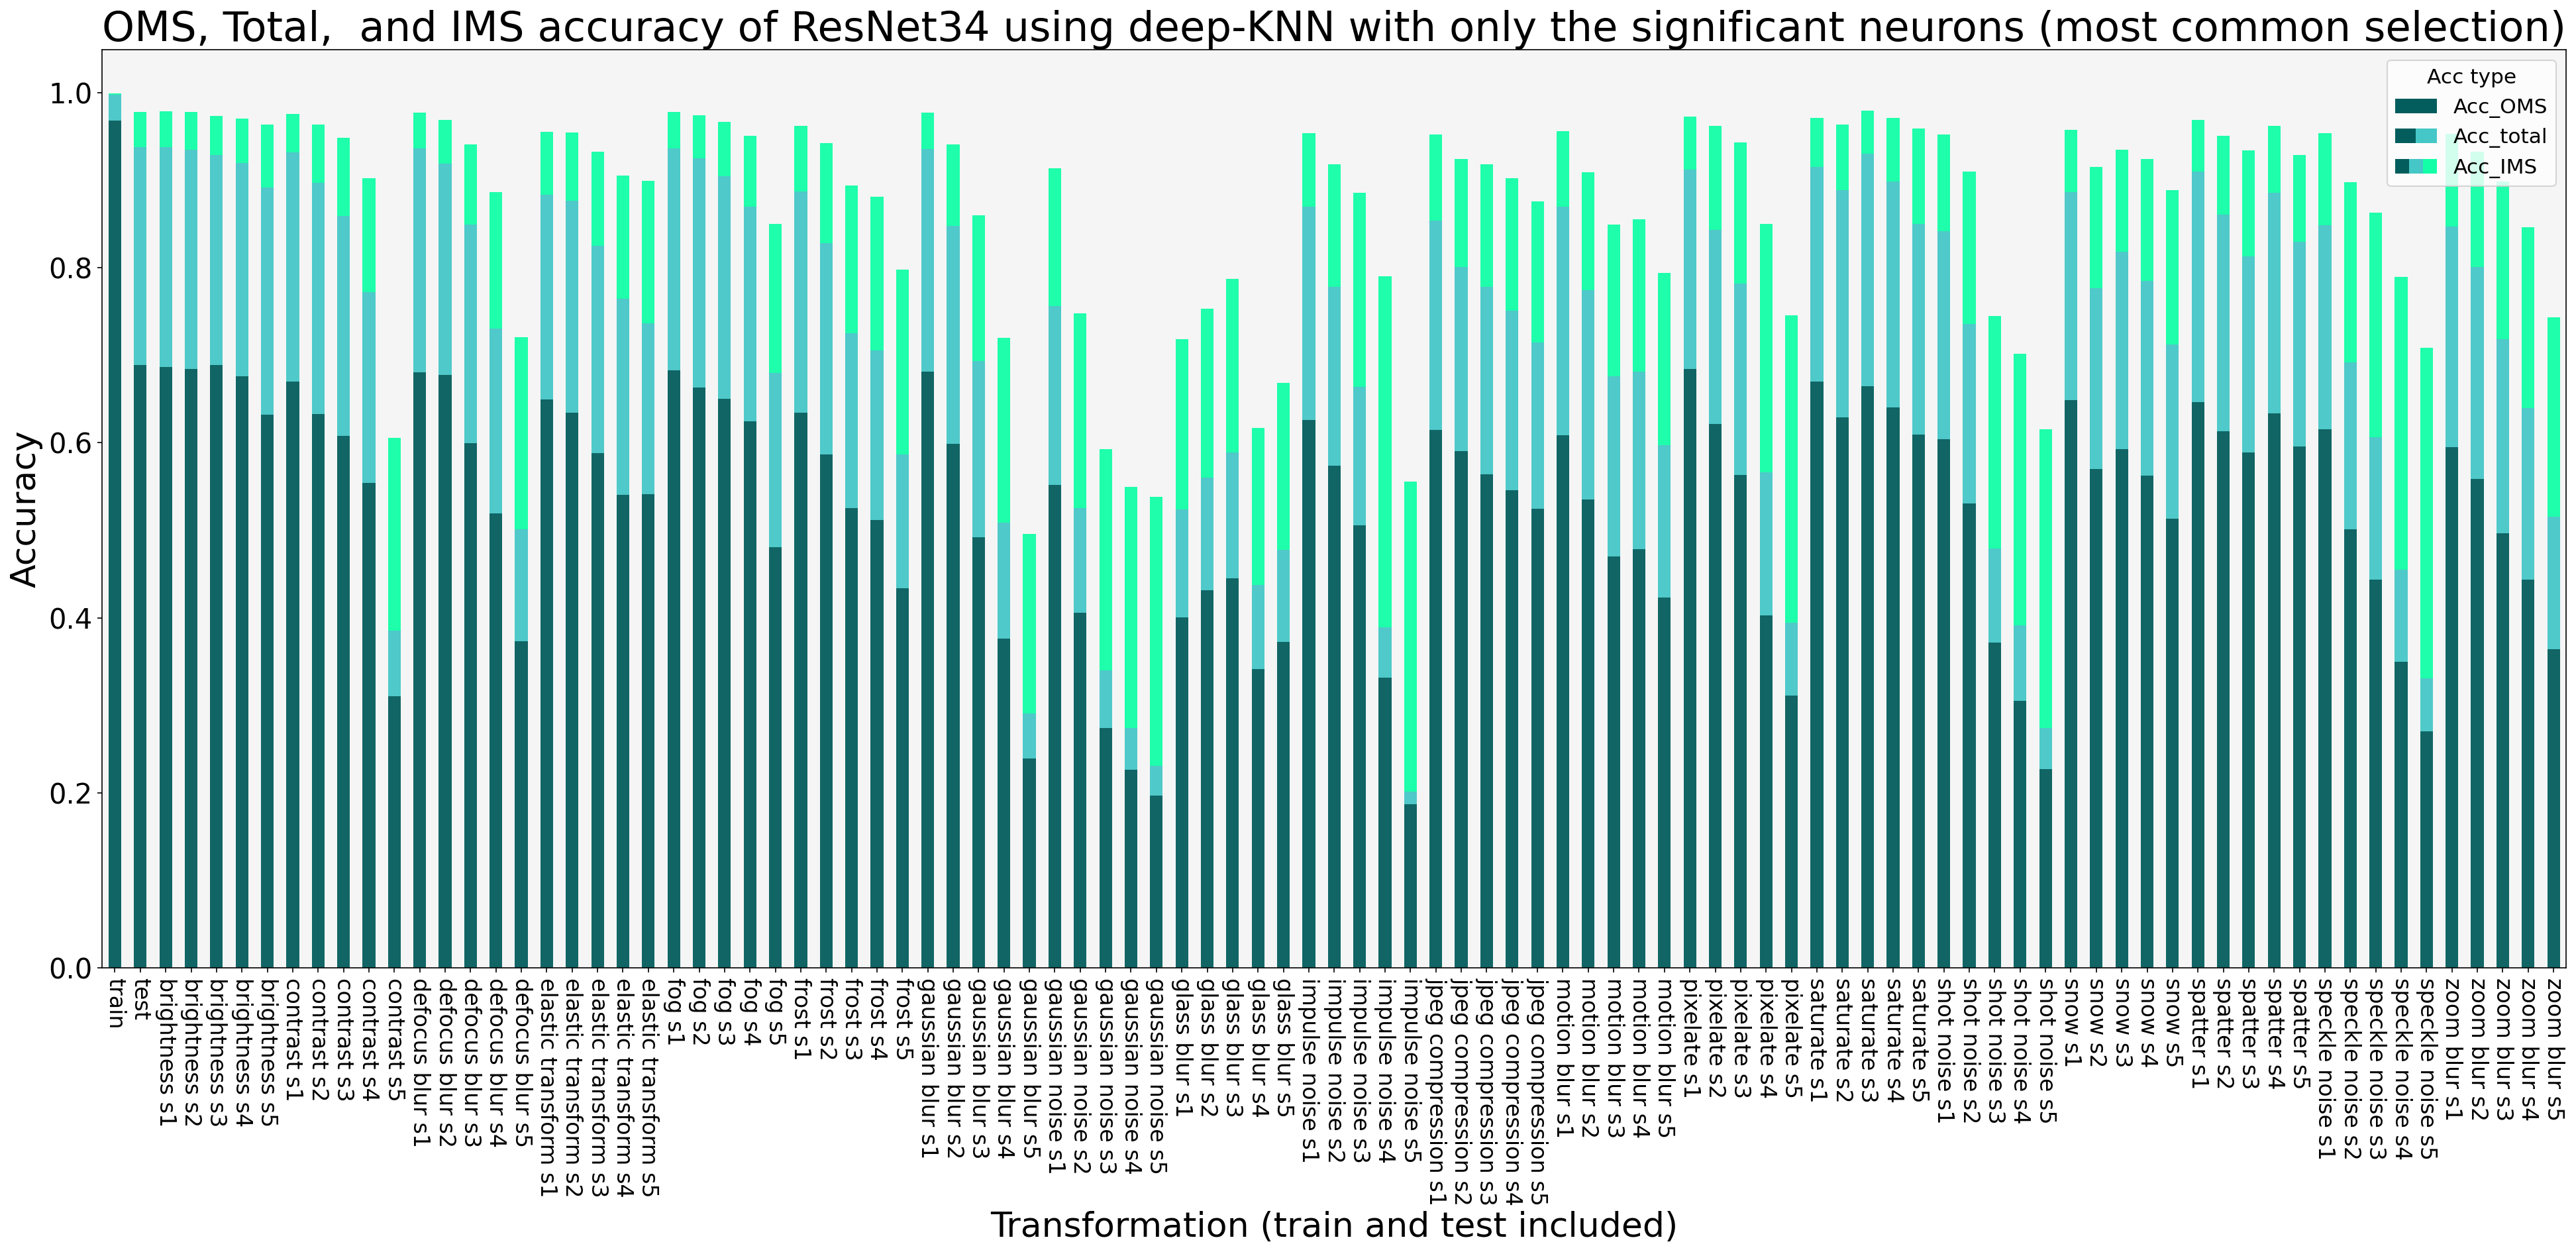 OMS, Total,  and IMS accuracy of ResNet34 using deep-KNN with only the significant neurons (most common selection)
Acc type
Acc_OMS
Acc_total
Acc_IMS
Accuracy
1.0
0.8
0.6
0.4
0.2
0.0
train
test
brightness s1
brightness s2
brightness s3
brightness s4
brightness s5
contrast s1
contrast s2
contrast s3
contrast s4
contrast s5
defocus blur s1
defocus blur s2
defocus blur s3
defocus blur s4
defocus blur s5
elastic transform s1
elastic transform s2
elastic transform s3
elastic transform s4
elastic transform s5
fog s1
fog s2
fog s3
fog s4
fog s5
frost s1
frost s2
frost s3
frost s4
frost s5
gaussian blur s1
gaussian blur s2
gaussian blur s3
gaussian blur s4
gaussian blur s5
gaussian noise s1
gaussian noise s2
gaussian noise s3
gaussian noise s4
gaussian noise s5
glass blur s1
glass blur s2
glass blur s3
glass blur s4
glass blur s5
impulse noise s1
impulse noise s2
impulse noise s3
impulse noise s4
impulse noise s5
jpeg compression s1
jpeg compression s2
jpeg compression s3
jpeg compression s4
jpeg compression s5
motion blur s1
motion blur s2
motion blur s3
motion blur s4
motion blur s5
pixelate s1
pixelate s2
pixelate s3
pixelate s4
pixelate s5
saturate s1
saturate s2
saturate s3
saturate s4
saturate s5
shot noise s1
shot noise s2
shot noise s3
shot noise s4
shot noise s5
snow s1
snow s2
snow s3
snow s4
snow s5
spatter s1
spatter s2
spatter s3
spatter s4
spatter s5
speckle noise s1
speckle noise s2
speckle noise s3
speckle noise s4
speckle noise s5
zoom blur s1
zoom blur s2
zoom blur s3
zoom blur s4
zoom blur s5
Transformation (train and test included)